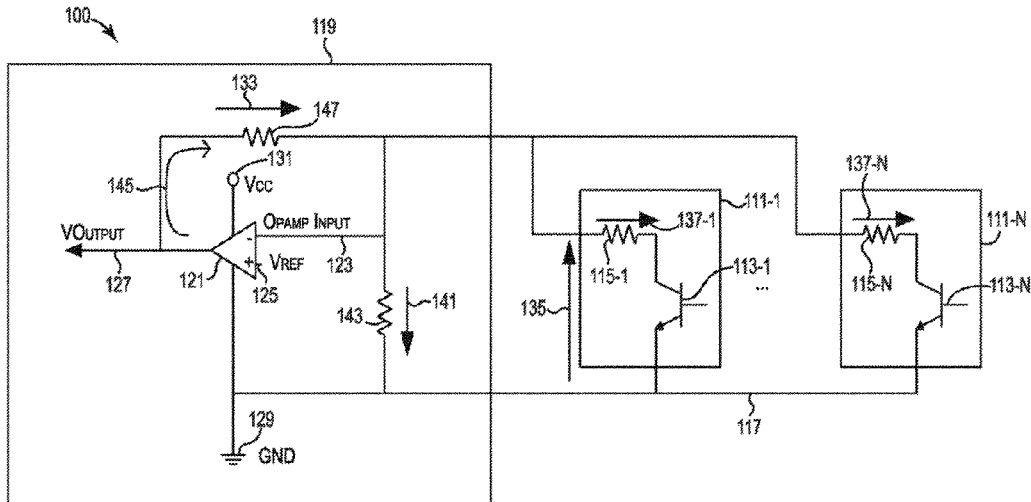 100
119
133
147
131
VCC
145
OPAMP INPUT
VOUTPUT
-
+
VREF
127
121
125
123
143
141
129
GND
135
137-1
111-1
115-1
113-1
...
137-N
111-N
115-N
113-N
117